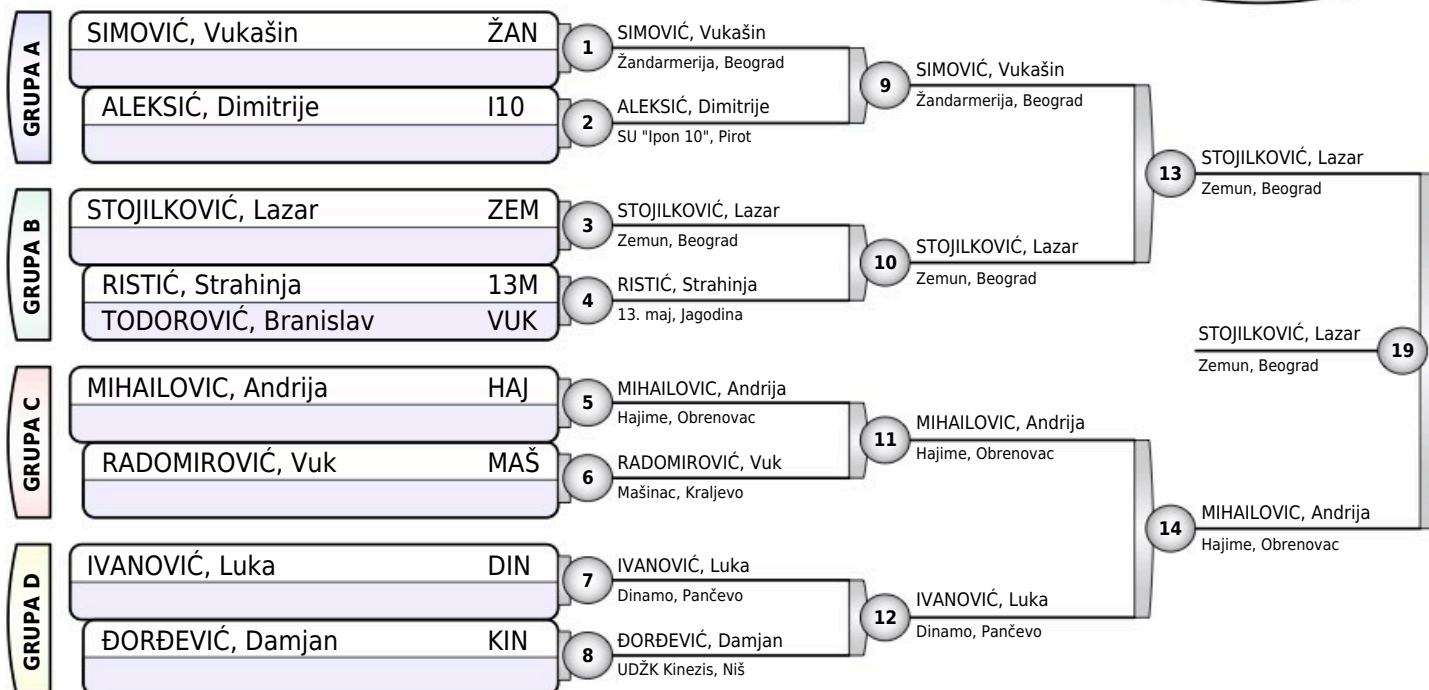 GRUPA A
SIMOVIĆ, Vukašin ŽAN
ALEKSIĆ, Dimitrije I10
1
SIMOVIĆ, Vukašin
Žandarmerija, Beograd
2
ALEKSIĆ, Dimitrije
SU "Ipon 10", Pirot
9
SIMOVIĆ, Vukašin
Žandarmerija, Beograd
GRUPA B
STOJILKOVIĆ, Lazar ZEM
RISTIĆ, Strahinja 13M
TODOROVIĆ, Branislav VUK
3
STOJILKOVIĆ, Lazar
Zemun, Beograd
4
RISTIĆ, Strahinja
13. maj, Jagodina
10
STOJILKOVIĆ, Lazar
Zemun, Beograd
13
STOJILKOVIĆ, Lazar
Zemun, Beograd
GRUPA C
MIHAILOVIC, Andrija HAJ
RADOMIROVIĆ, Vuk MAŠ
5
MIHAILOVIC, Andrija
Hajime, Obrenovac
6
RADOMIROVIĆ, Vuk
Mašinac, Kraljevo
11
MIHAILOVIC, Andrija
Hajime, Obrenovac
GRUPA D
IVANOVIĆ, Luka DIN
ĐORĐEVIĆ, Damjan KIN
7
IVANOVIĆ, Luka
Dinamo, Pančevo
8
ĐORĐEVIĆ, Damjan
UDŽK Kinezis, Niš
12
IVANOVIĆ, Luka
Dinamo, Pančevo
14
MIHAILOVIC, Andrija
Hajime, Obrenovac
STOJILKOVIĆ, Lazar
Zemun, Beograd
19